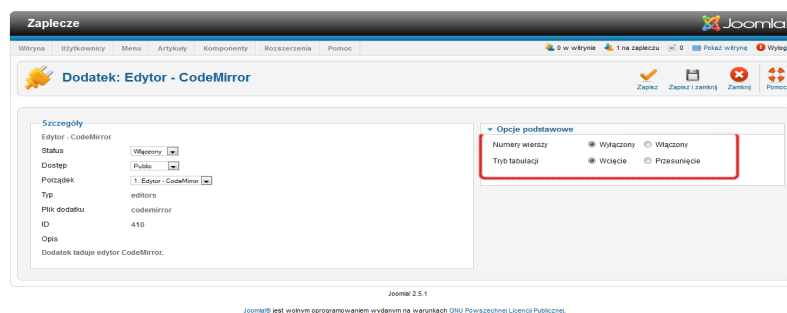 Zaplecze
Joomla
Witryna Użytkownicy Menu Artykuły Komponenty Rozszerzenia Pomoc 0 w witrynie 1 na zapleczu 0 Pokaż witrynę Wylog
Dodatek: Edytor - CodeMirror
Zapisz Zapisz i zamknij Zamknij Pomoc
Szczegóły
Edytor - CodeMirror
Status Włączony
Dostęp Public
Porządek 1. Edytor - CodeMirror
Typ editors
Plik dodatku codemirror
ID 410
Opis
Dodatek ładuje edytor CodeMirror.
Opcje podstawowe
Numery wierszy Wyłączony Włączony
Tryb tabulacji Wcięcie Przesunięcie
Joomla! 2.5.1
Joomla!® jest wolnym oprogramowaniem wydanym na warunkach GNU Powszechnej Licencji Publicznej.